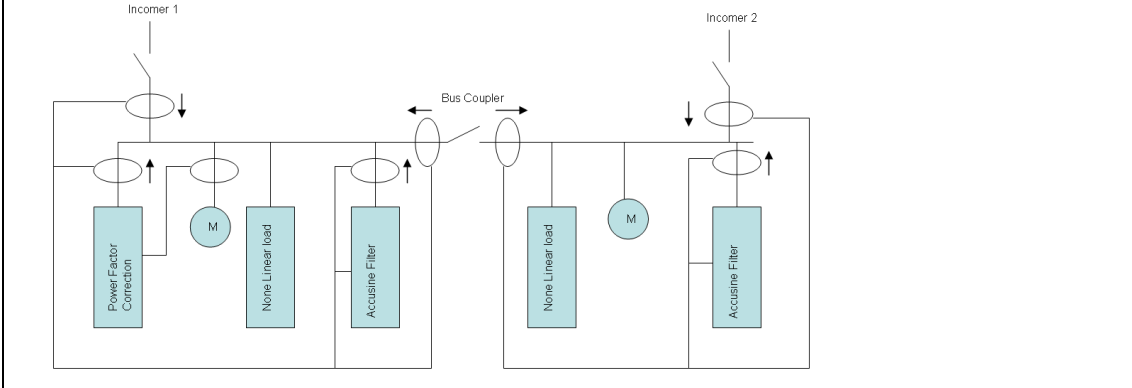 Incomer 1
Incomer 2
Bus Coupler
Power Factor
Correction
M
None Linear load
Accusine Filter
None Linear load
M
Accusine Filter